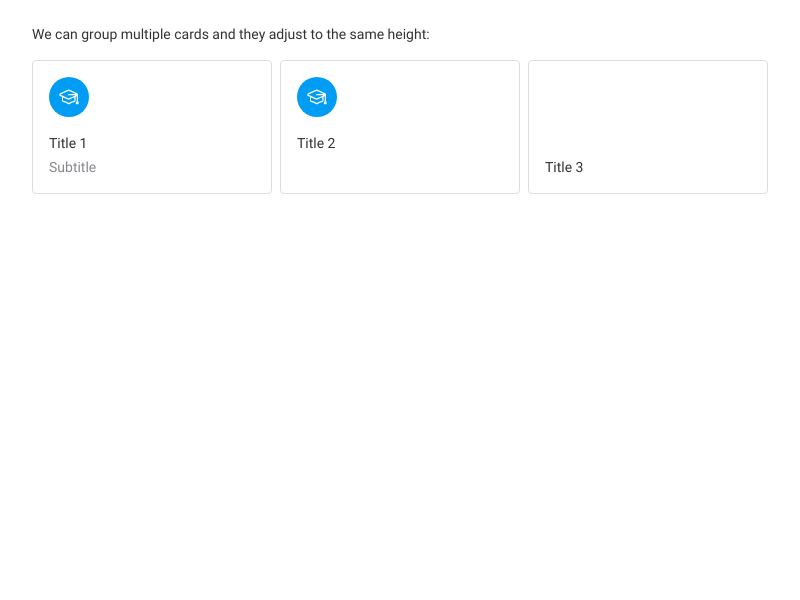 We can group multiple cards and they adjust to the same height:
Title 1
Subtitle
Title 2
Title 3